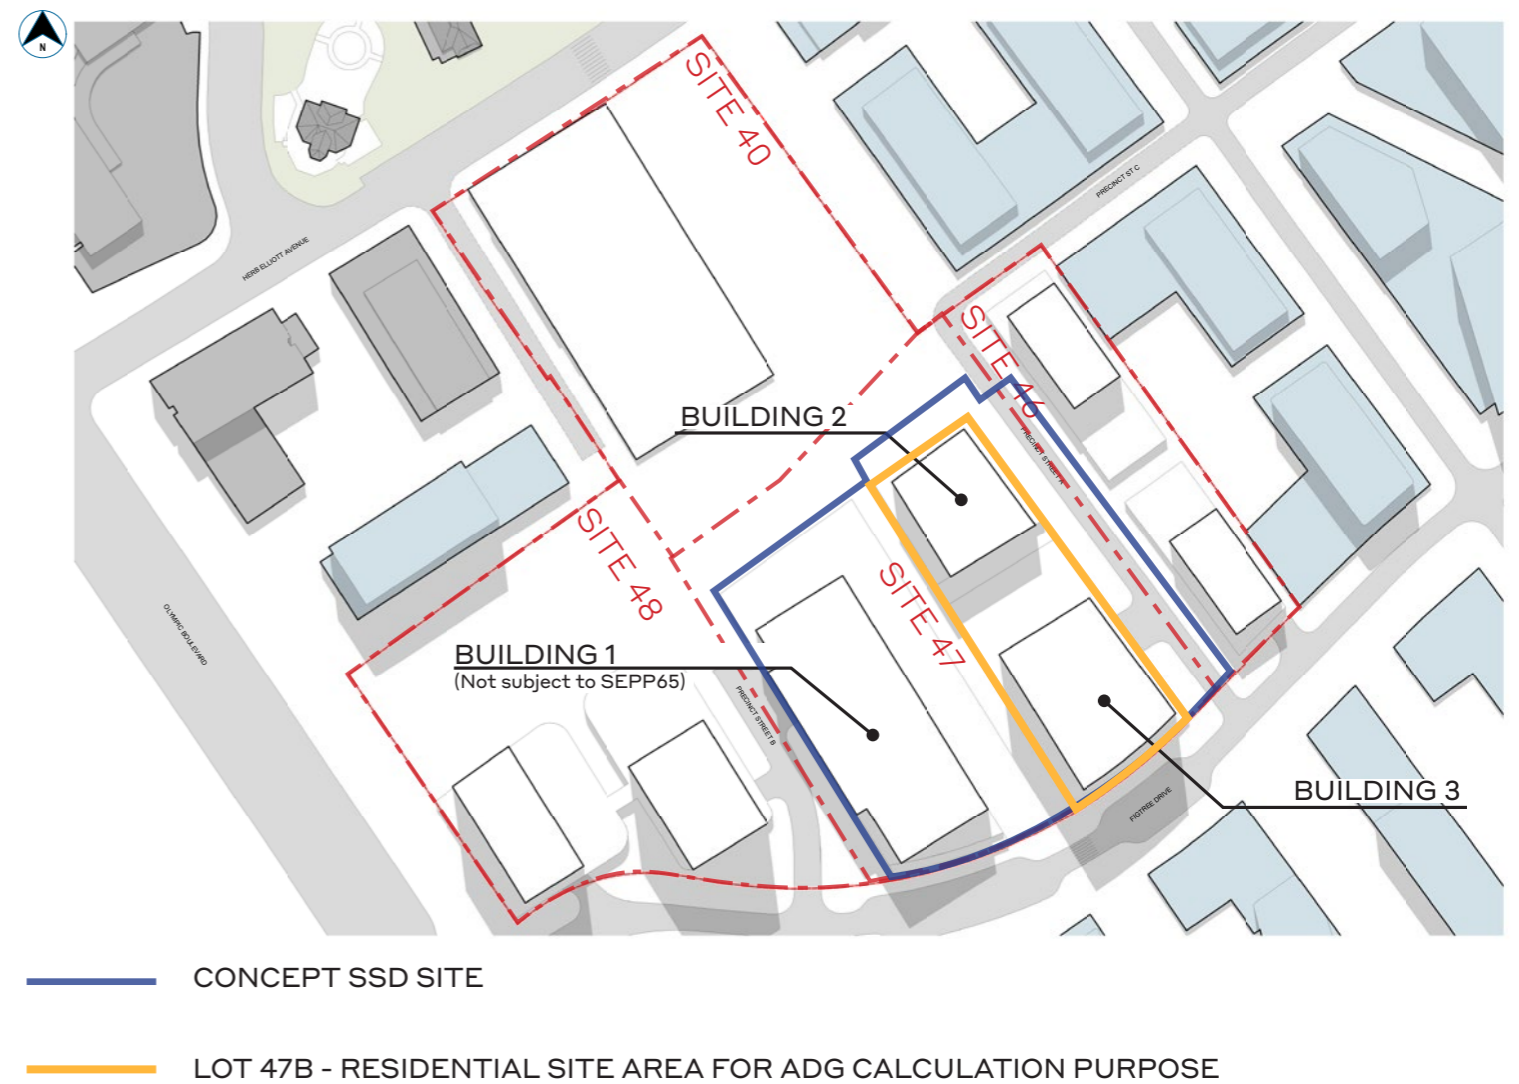 N
SITE 40
HERB ELLIOTT AVENUE
PRECINCT ST C
SITE 46
BUILDING 2
PRECINCT STREET A
SITE 48
SITE 47
OLYMPIC BOULEVARD
BUILDING 1
(Not subject to SEPP65)
PRECINCT STREET B
BUILDING 3
FIGTREE DRIVE
CONCEPT SSD SITE
LOT 47B - RESIDENTIAL SITE AREA FOR ADG CALCULATION PURPOSE